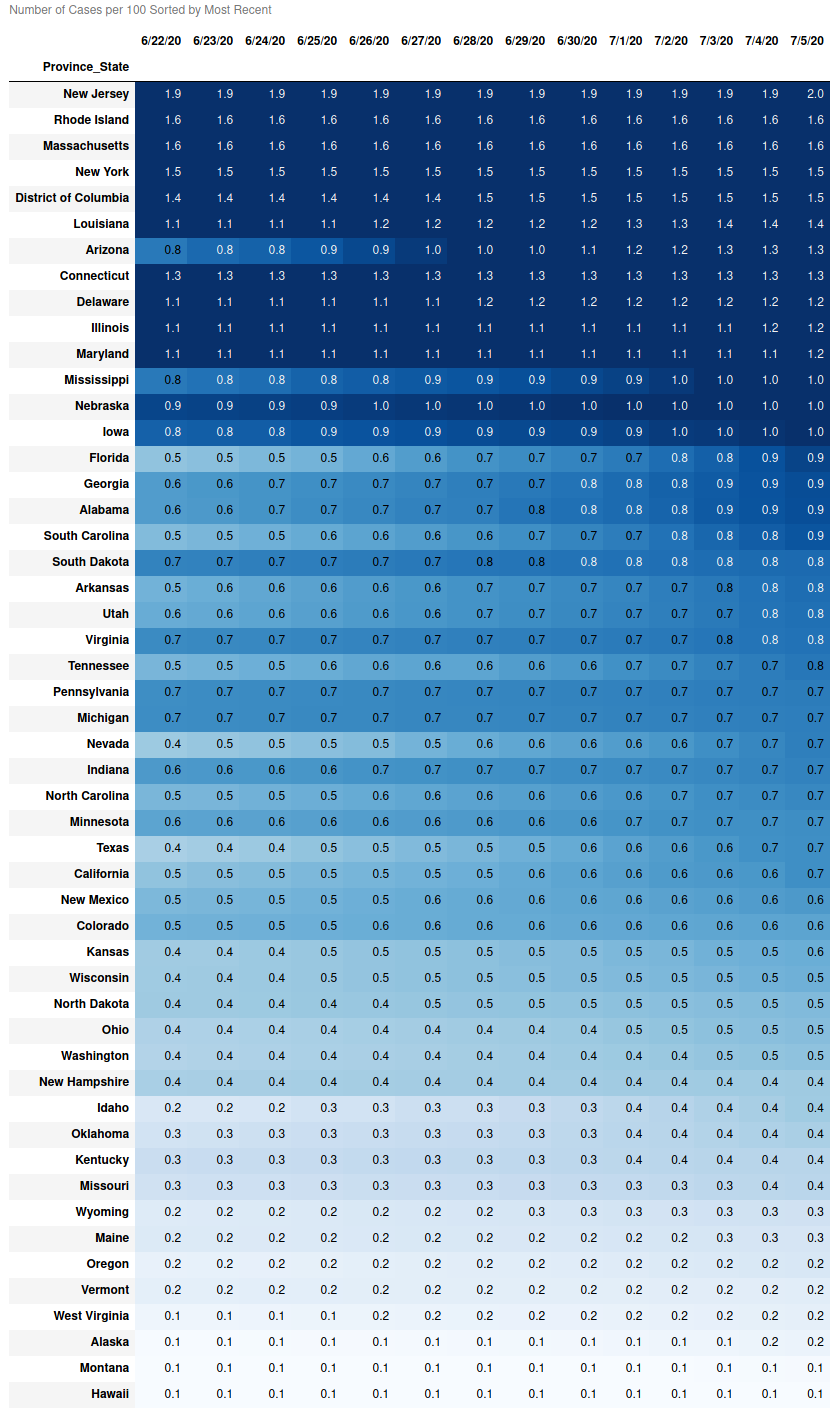 Number of Cases per 100 Sorted by Most Recent
6/22/20 6/23/20 6/24/20 6/25/20 6/26/20 6/27/20 6/28/20 6/29/20 6/30/20 7/1/20 7/2/20 7/3/20 7/4/20 7/5/20
Province_State
New Jersey 1.9 1.9 1.9 1.9 1.9 1.9 1.9 1.9 1.9 1.9 1.9 1.9 1.9 2.0
Rhode Island 1.6 1.6 1.6 1.6 1.6 1.6 1.6 1.6 1.6 1.6 1.6 1.6 1.6 1.6
Massachusetts 1.6 1.6 1.6 1.6 1.6 1.6 1.6 1.6 1.6 1.6 1.6 1.6 1.6 1.6
New York 1.5 1.5 1.5 1.5 1.5 1.5 1.5 1.5 1.5 1.5 1.5 1.5 1.5 1.5
District of Columbia 1.4 1.4 1.4 1.4 1.4 1.4 1.5 1.5 1.5 1.5 1.5 1.5 1.5 1.5
Louisiana 1.1 1.1 1.1 1.1 1.2 1.2 1.2 1.2 1.2 1.3 1.3 1.4 1.4 1.4
Arizona 0.8 0.8 0.8 0.9 0.9 1.0 1.0 1.0 1.1 1.2 1.2 1.3 1.3 1.3
Connecticut 1.3 1.3 1.3 1.3 1.3 1.3 1.3 1.3 1.3 1.3 1.3 1.3 1.3 1.3
Delaware 1.1 1.1 1.1 1.1 1.1 1.1 1.2 1.2 1.2 1.2 1.2 1.2 1.2 1.2
Illinois 1.1 1.1 1.1 1.1 1.1 1.1 1.1 1.1 1.1 1.1 1.1 1.1 1.2 1.2
Maryland 1.1 1.1 1.1 1.1 1.1 1.1 1.1 1.1 1.1 1.1 1.1 1.1 1.1 1.2
Mississippi 0.8 0.8 0.8 0.8 0.8 0.9 0.9 0.9 0.9 0.9 1.0 1.0 1.0 1.0
Nebraska 0.9 0.9 0.9 0.9 1.0 1.0 1.0 1.0 1.0 1.0 1.0 1.0 1.0 1.0
Iowa 0.8 0.8 0.8 0.9 0.9 0.9 0.9 0.9 0.9 0.9 1.0 1.0 1.0 1.0
Florida 0.5 0.5 0.5 0.5 0.6 0.6 0.7 0.7 0.7 0.7 0.8 0.8 0.9 0.9
Georgia 0.6 0.6 0.7 0.7 0.7 0.7 0.7 0.7 0.8 0.8 0.8 0.9 0.9 0.9
Alabama 0.6 0.6 0.7 0.7 0.7 0.7 0.7 0.8 0.8 0.8 0.8 0.9 0.9 0.9
South Carolina 0.5 0.5 0.5 0.5 0.6 0.6 0.6 0.7 0.7 0.7 0.8 0.8 0.8 0.9
South Dakota 0.7 0.7 0.7 0.7 0.7 0.7 0.8 0.8 0.8 0.8 0.8 0.8 0.8 0.8
Arkansas 0.5 0.6 0.6 0.6 0.6 0.6 0.7 0.7 0.7 0.7 0.7 0.8 0.8 0.8
Utah 0.6 0.6 0.6 0.6 0.6 0.6 0.7 0.7 0.7 0.7 0.7 0.7 0.8 0.8
Virginia 0.7 0.7 0.7 0.7 0.7 0.7 0.7 0.7 0.7 0.7 0.7 0.8 0.8 0.8
Tennessee 0.5 0.5 0.5 0.6 0.6 0.6 0.6 0.6 0.6 0.7 0.7 0.7 0.7 0.8
Pennsylvania 0.7 0.7 0.7 0.7 0.7 0.7 0.7 0.7 0.7 0.7 0.7 0.7 0.7 0.7
Michigan 0.7 0.7 0.7 0.7 0.7 0.7 0.7 0.7 0.7 0.7 0.7 0.7 0.7 0.7
Nevada 0.4 0.5 0.5 0.5 0.5 0.5 0.6 0.6 0.6 0.6 0.6 0.7 0.7 0.7
Indiana 0.6 0.6 0.6 0.6 0.7 0.7 0.7 0.7 0.7 0.7 0.7 0.7 0.7 0.7
North Carolina 0.5 0.5 0.5 0.5 0.6 0.6 0.6 0.6 0.6 0.6 0.7 0.7 0.7 0.7
Minnesota 0.6 0.6 0.6 0.6 0.6 0.6 0.6 0.6 0.6 0.7 0.7 0.7 0.7 0.7
Texas 0.4 0.4 0.4 0.5 0.5 0.5 0.5 0.5 0.6 0.6 0.6 0.6 0.7 0.7
California 0.5 0.5 0.5 0.5 0.5 0.5 0.5 0.6 0.6 0.6 0.6 0.6 0.6 0.7
New Mexico 0.5 0.5 0.5 0.5 0.5 0.6 0.6 0.6 0.6 0.6 0.6 0.6 0.6 0.6
Colorado 0.5 0.5 0.5 0.5 0.6 0.6 0.6 0.6 0.6 0.6 0.6 0.6 0.6 0.6
Kansas 0.4 0.4 0.4 0.5 0.5 0.5 0.5 0.5 0.5 0.5 0.5 0.5 0.5 0.6
Wisconsin 0.4 0.4 0.4 0.5 0.5 0.5 0.5 0.5 0.5 0.5 0.5 0.5 0.5 0.5
North Dakota 0.4 0.4 0.4 0.4 0.4 0.5 0.5 0.5 0.5 0.5 0.5 0.5 0.5 0.5
Ohio 0.4 0.4 0.4 0.4 0.4 0.4 0.4 0.4 0.4 0.5 0.5 0.5 0.5 0.5
Washington 0.4 0.4 0.4 0.4 0.4 0.4 0.4 0.4 0.4 0.4 0.4 0.5 0.5 0.5
New Hampshire 0.4 0.4 0.4 0.4 0.4 0.4 0.4 0.4 0.4 0.4 0.4 0.4 0.4 0.4
Idaho 0.2 0.2 0.2 0.3 0.3 0.3 0.3 0.3 0.3 0.4 0.4 0.4 0.4 0.4
Oklahoma 0.3 0.3 0.3 0.3 0.3 0.3 0.3 0.3 0.3 0.4 0.4 0.4 0.4 0.4
Kentucky 0.3 0.3 0.3 0.3 0.3 0.3 0.3 0.3 0.3 0.4 0.4 0.4 0.4 0.4
Missouri 0.3 0.3 0.3 0.3 0.3 0.3 0.3 0.3 0.3 0.3 0.3 0.3 0.4 0.4
Wyoming 0.2 0.2 0.2 0.2 0.2 0.2 0.2 0.3 0.3 0.3 0.3 0.3 0.3 0.3
Maine 0.2 0.2 0.2 0.2 0.2 0.2 0.2 0.2 0.2 0.2 0.2 0.3 0.3 0.3
Oregon 0.2 0.2 0.2 0.2 0.2 0.2 0.2 0.2 0.2 0.2 0.2 0.2 0.2 0.2
Vermont 0.2 0.2 0.2 0.2 0.2 0.2 0.2 0.2 0.2 0.2 0.2 0.2 0.2 0.2
West Virginia 0.1 0.1 0.1 0.1 0.2 0.2 0.2 0.2 0.2 0.2 0.2 0.2 0.2 0.2
Alaska 0.1 0.1 0.1 0.1 0.1 0.1 0.1 0.1 0.1 0.1 0.1 0.1 0.2 0.2
Montana 0.1 0.1 0.1 0.1 0.1 0.1 0.1 0.1 0.1 0.1 0.1 0.1 0.1 0.1
Hawaii 0.1 0.1 0.1 0.1 0.1 0.1 0.1 0.1 0.1 0.1 0.1 0.1 0.1 0.1